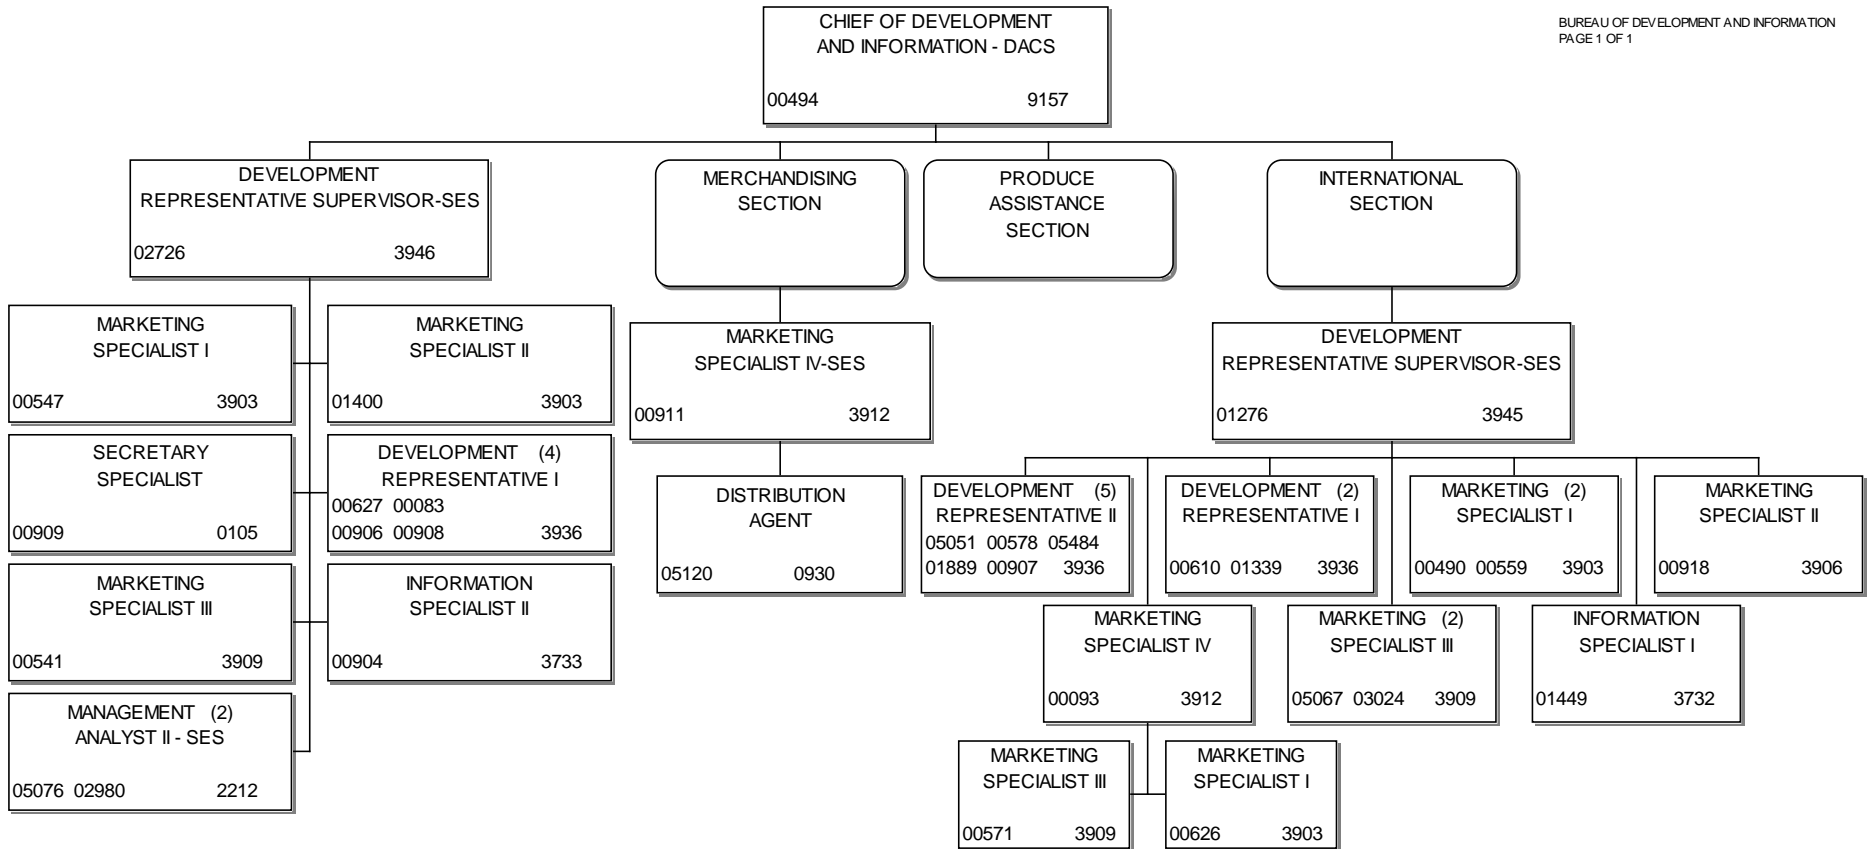 BUREAU OF DEVELOPMENT AND INFORMATION
PAGE 1 OF 1
CHIEF OF DEVELOPMENT
AND INFORMATION - DACS
00494 9157
DEVELOPMENT
REPRESENTATIVE SUPERVISOR-SES
02726 3946
MERCHANDISING
SECTION
PRODUCE
ASSISTANCE
SECTION
INTERNATIONAL
SECTION
MARKETING
SPECIALIST I
00547 3903
MARKETING
SPECIALIST II
01400 3903
SECRETARY
SPECIALIST
00909 0105
DEVELOPMENT (4)
REPRESENTATIVE I
00627 00083
00906 00908 3936
MARKETING
SPECIALIST III
00541 3909
INFORMATION
SPECIALIST II
00904 3733
MANAGEMENT (2)
ANALYST II - SES
05076 02980 2212
MARKETING
SPECIALIST IV-SES
00911 3912
DISTRIBUTION
AGENT
05120 0930
DEVELOPMENT
REPRESENTATIVE SUPERVISOR-SES
01276 3945
DEVELOPMENT (5)
REPRESENTATIVE II
05051 00578 05484
01889 00907 3936
DEVELOPMENT (2)
REPRESENTATIVE I
00610 01339 3936
MARKETING (2)
SPECIALIST I
00490 00559 3903
MARKETING
SPECIALIST II
00918 3906
MARKETING
SPECIALIST IV
00093 3912
MARKETING (2)
SPECIALIST III
05067 03024 3909
INFORMATION
SPECIALIST I
01449 3732
MARKETING
SPECIALIST III
00571 3909
MARKETING
SPECIALIST I
00626 3903